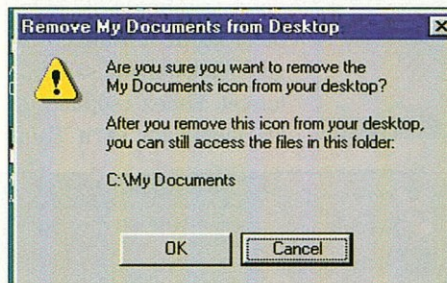 Remove My Documents from Desktop
Are you sure you want to remove the
My Documents icon from your desktop?
After you remove this icon from your desktop,
you can still access the files in this folder:
C:\My Documents
OK
Cancel